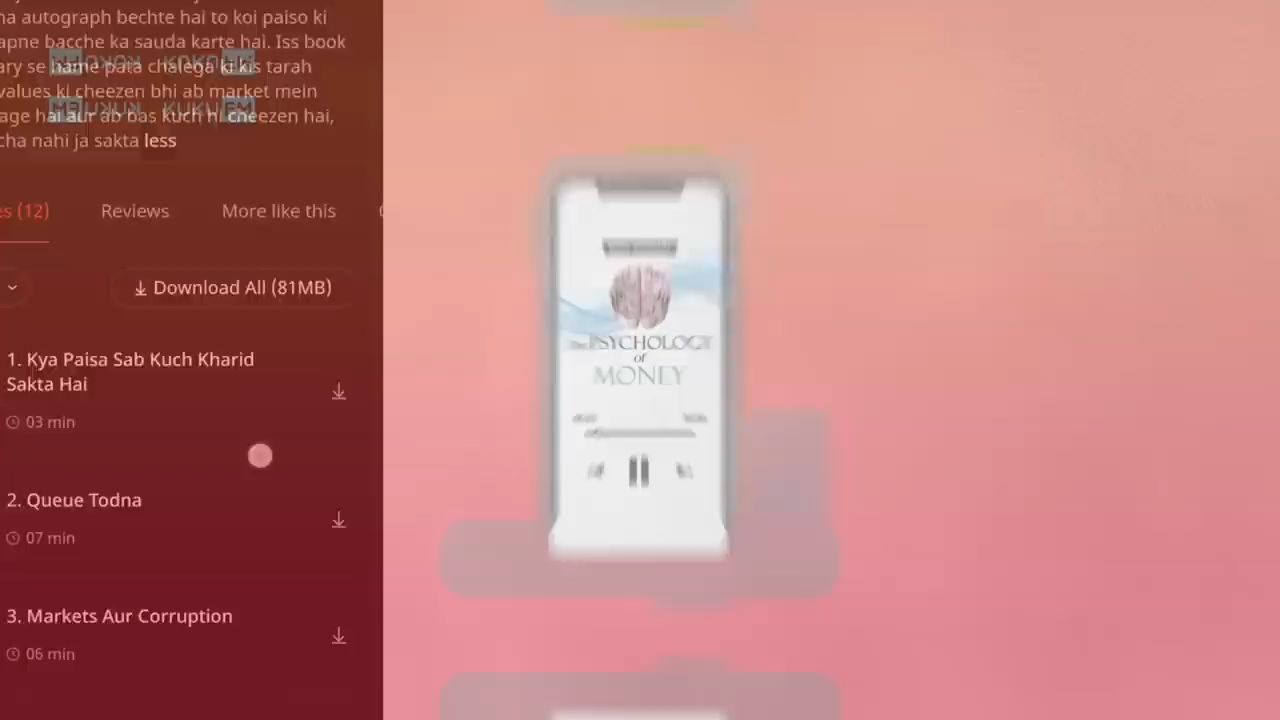 na autograph bechte hai to koi paiso ki
apne bacche ka sauda karte hai. Iss book
ary se hame pata chalega ki kis tarah
values ki cheezen bhi ab market mein
age hai aur ab bas kuch hi cheezen hai,
cha nahi ja sakta less
es (12) Reviews More like this
Download All (81MB)
1. Kya Paisa Sab Kuch Kharid
Sakta Hai
03 min
2. Queue Todna
07 min
3. Markets Aur Corruption
06 min
PSYCHOLOGY
of
MONEY